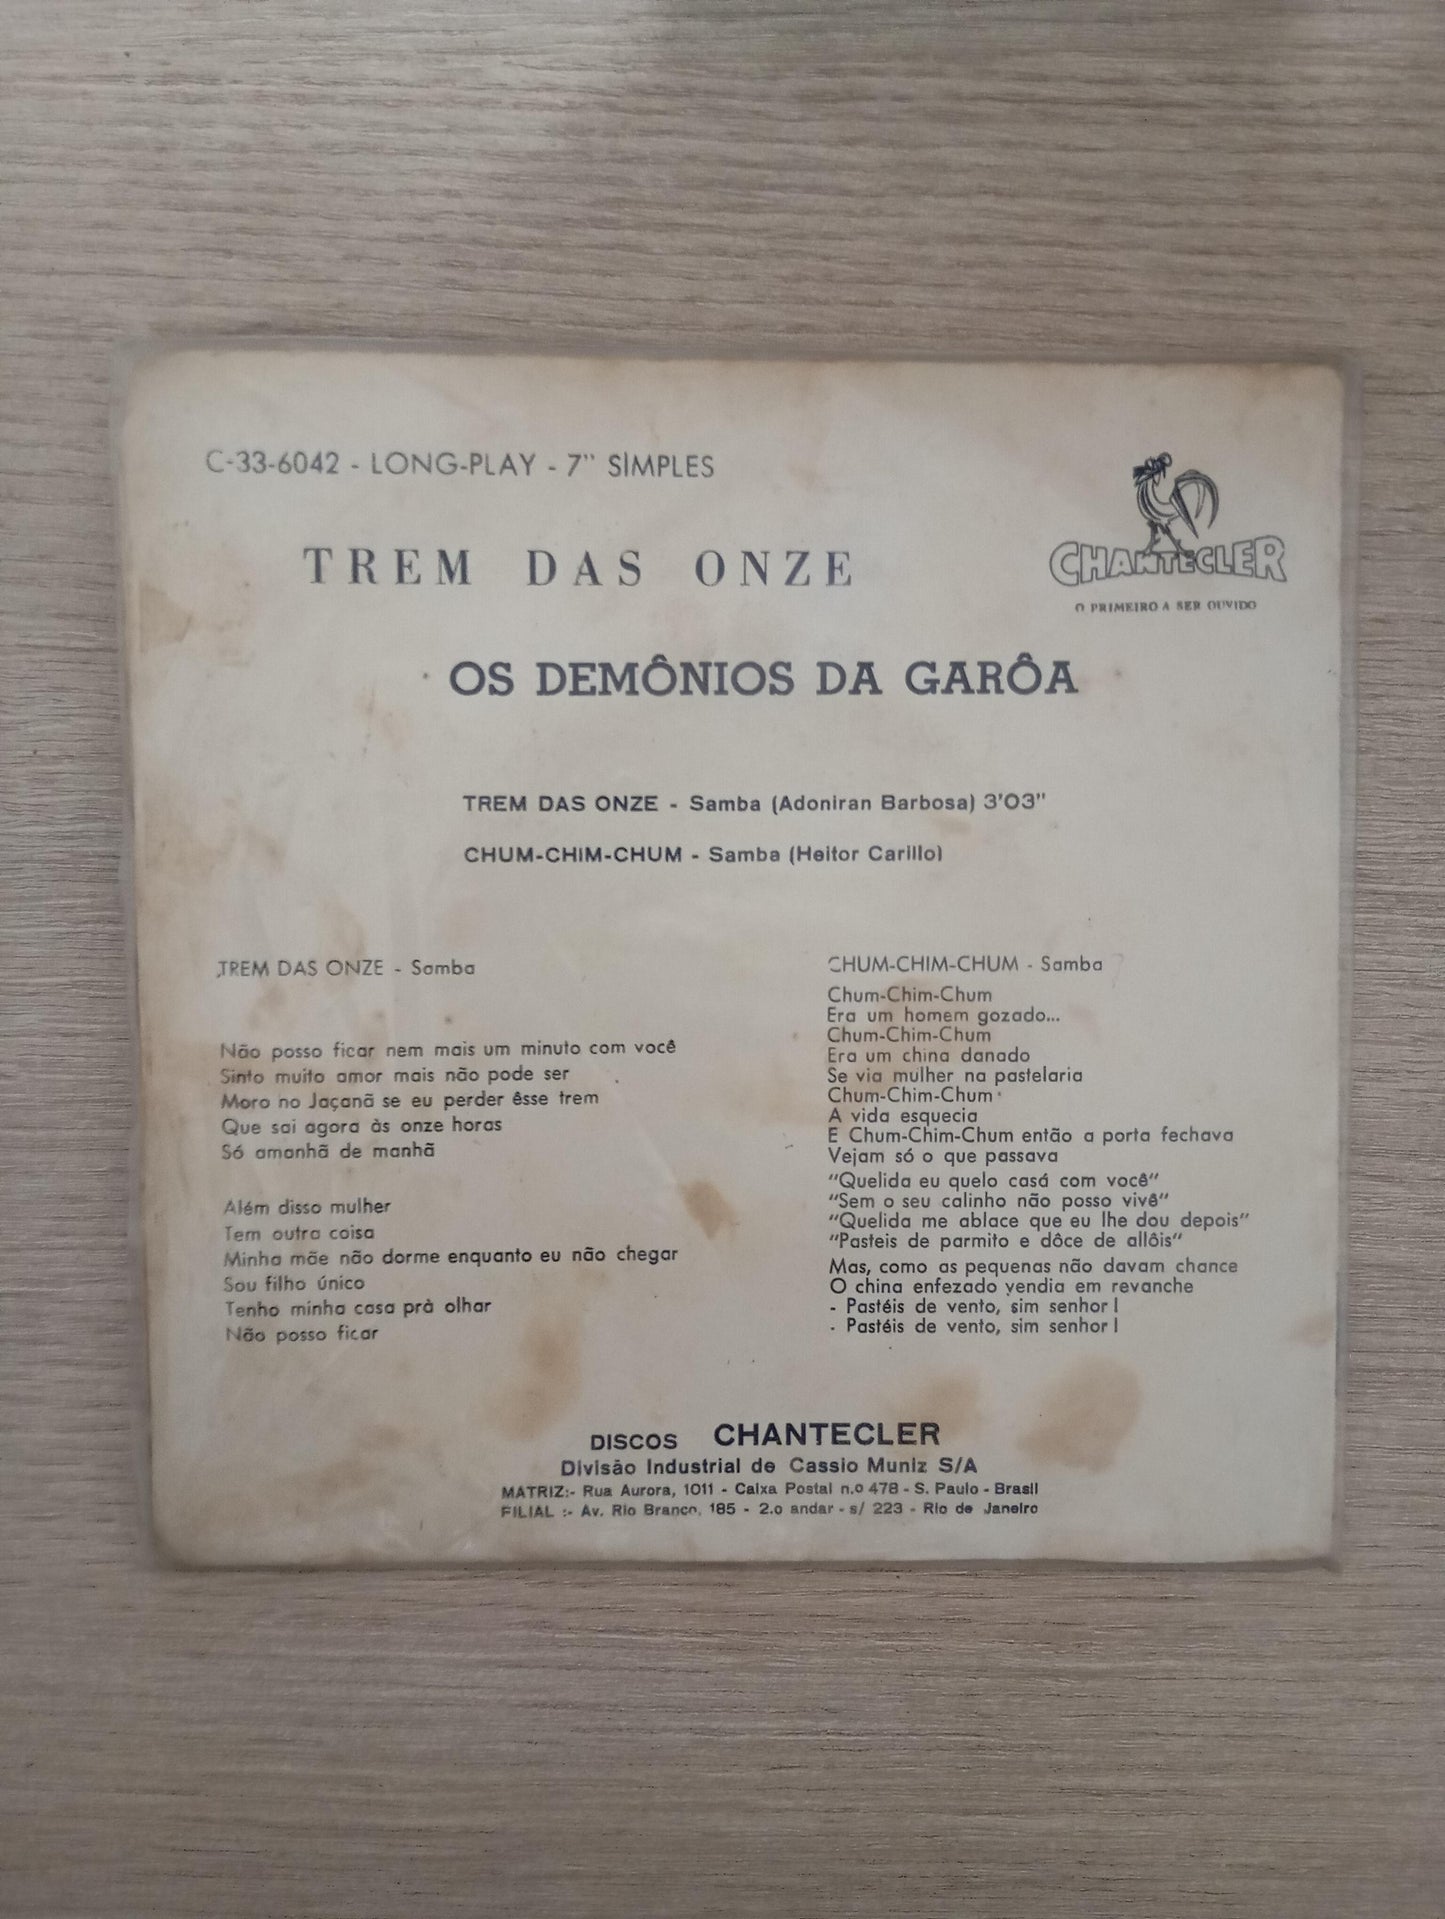 C-33-6042 - LONG-PLAY - 7" SIMPLES
CHANTECLER
O PRIMEIRO A SER OUVIDO
TREM DAS ONZE
OS DEMÔNIOS DA GARÔA
TREM DAS ONZE - Samba (Adoniran Barbosa) 3'03"
CHUM-CHIM-CHUM - Samba (Heitor Carillo)
TREM DAS ONZE - Samba
Não posso ficar nem mais um minuto com você
Sinto muito amor mais não pode ser
Moro no Jaçanã se eu perder êsse trem
Que sai agora às onze horas
Só amanhã de manhã
Além disso mulher
Tem outra coisa
Minha mãe não dorme enquanto eu não chegar
Sou filho único
Tenho minha casa prà olhar
Não posso ficar
CHUM-CHIM-CHUM - Samba
Chum-Chim-Chum
Era um homem gozado...
Chum-Chim-Chum
Era um china danado
Se via mulher na pastelaria
Chum-Chim-Chum
A vida esquecia
E Chum-Chim-Chum então a porta fechava
Vejam só o que passava
"Quelida eu quelo casá com você"
"Sem o seu calinho não posso vivê"
"Quelida me ablace que eu lhe dou depois"
"Pasteis de parmito e dôce de allôis"
Mas, como as pequenas não davam chance
O china enfezado vendia em revanche
- Pastéis de vento, sim senhor!
- Pastéis de vento, sim senhor!
DISCOS CHANTECLER
Divisão Industrial de Cassio Muniz S/A
MATRIZ:- Rua Aurora, 1011 - Caixa Postal n.o 478 - S. Paulo - Brasil
FILIAL :- Av. Rio Branco, 185 - 2.o andar - s/ 223 - Rio de Janeiro